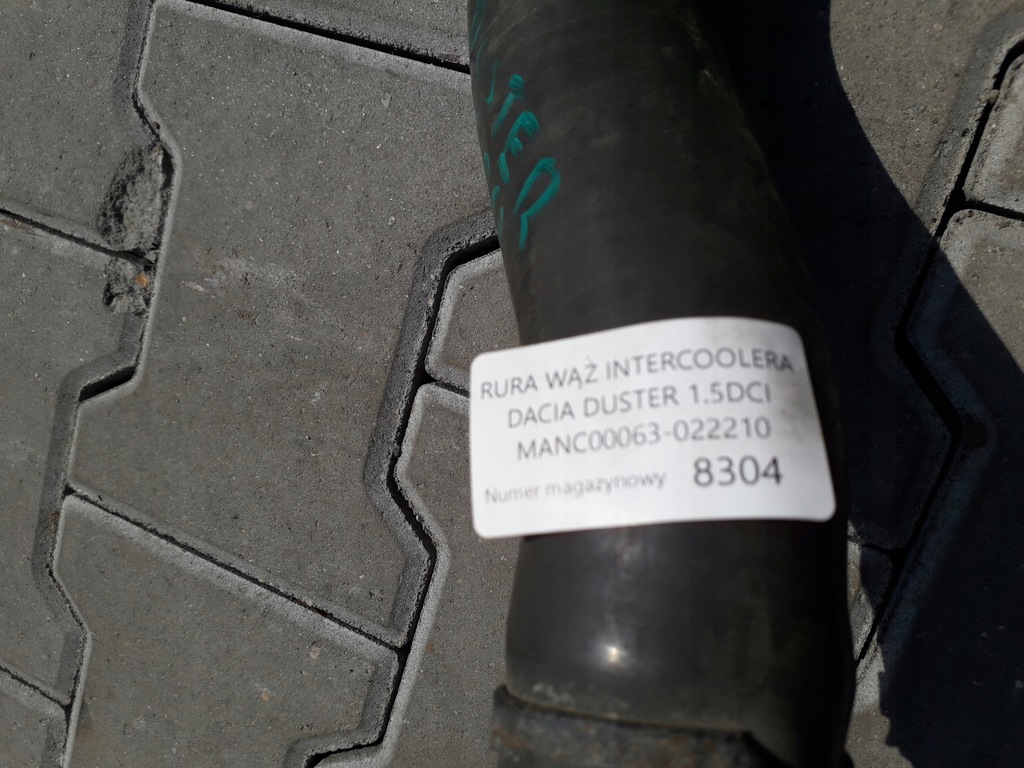 RURA WĄŻ INTERCOOLERA
DACIA DUSTER 1.5DCI
MANC00063-022210
Numer magazynowy 8304